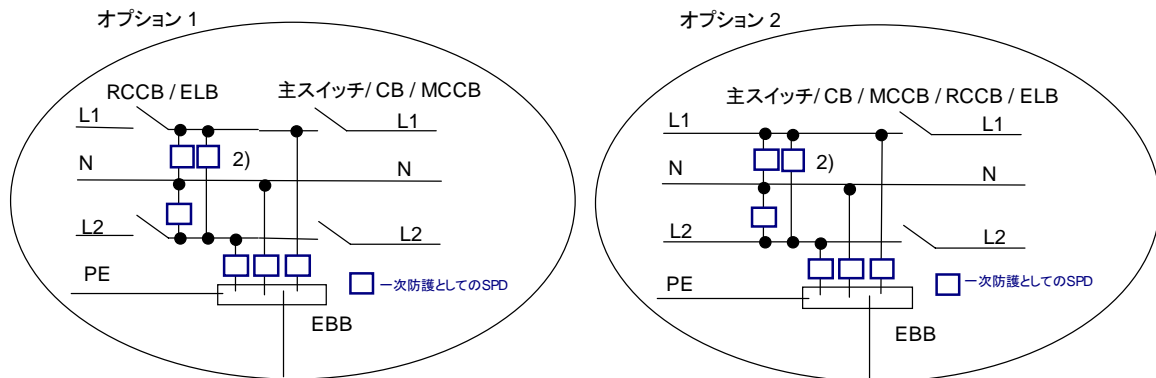 オプション 1
RCCB / ELB
主スイッチ/ CB / MCCB
L1
L1
2)
N
N
L2
L2
PE
一次防護としてのSPD
EBB
オプション 2
主スイッチ/ CB / MCCB / RCCB / ELB
L1
L1
2)
N
N
L2
L2
PE
一次防護としてのSPD
EBB